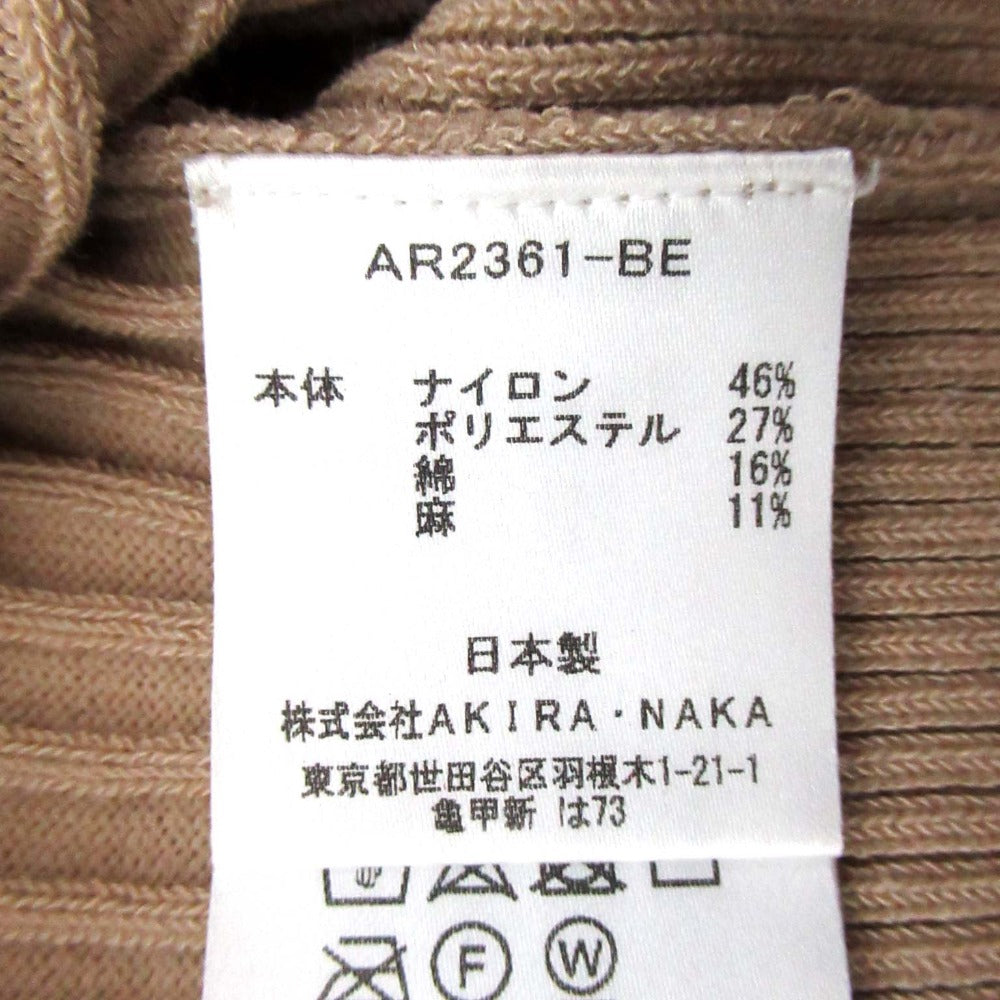 AR2361-BE
本体 ナイロン 46%
ポリエステル 27%
綿 16%
麻 11%
日本製
株式会社AKIRA・NAKA
東京都世田谷区羽根木1-21-1
亀甲新 は73
F W